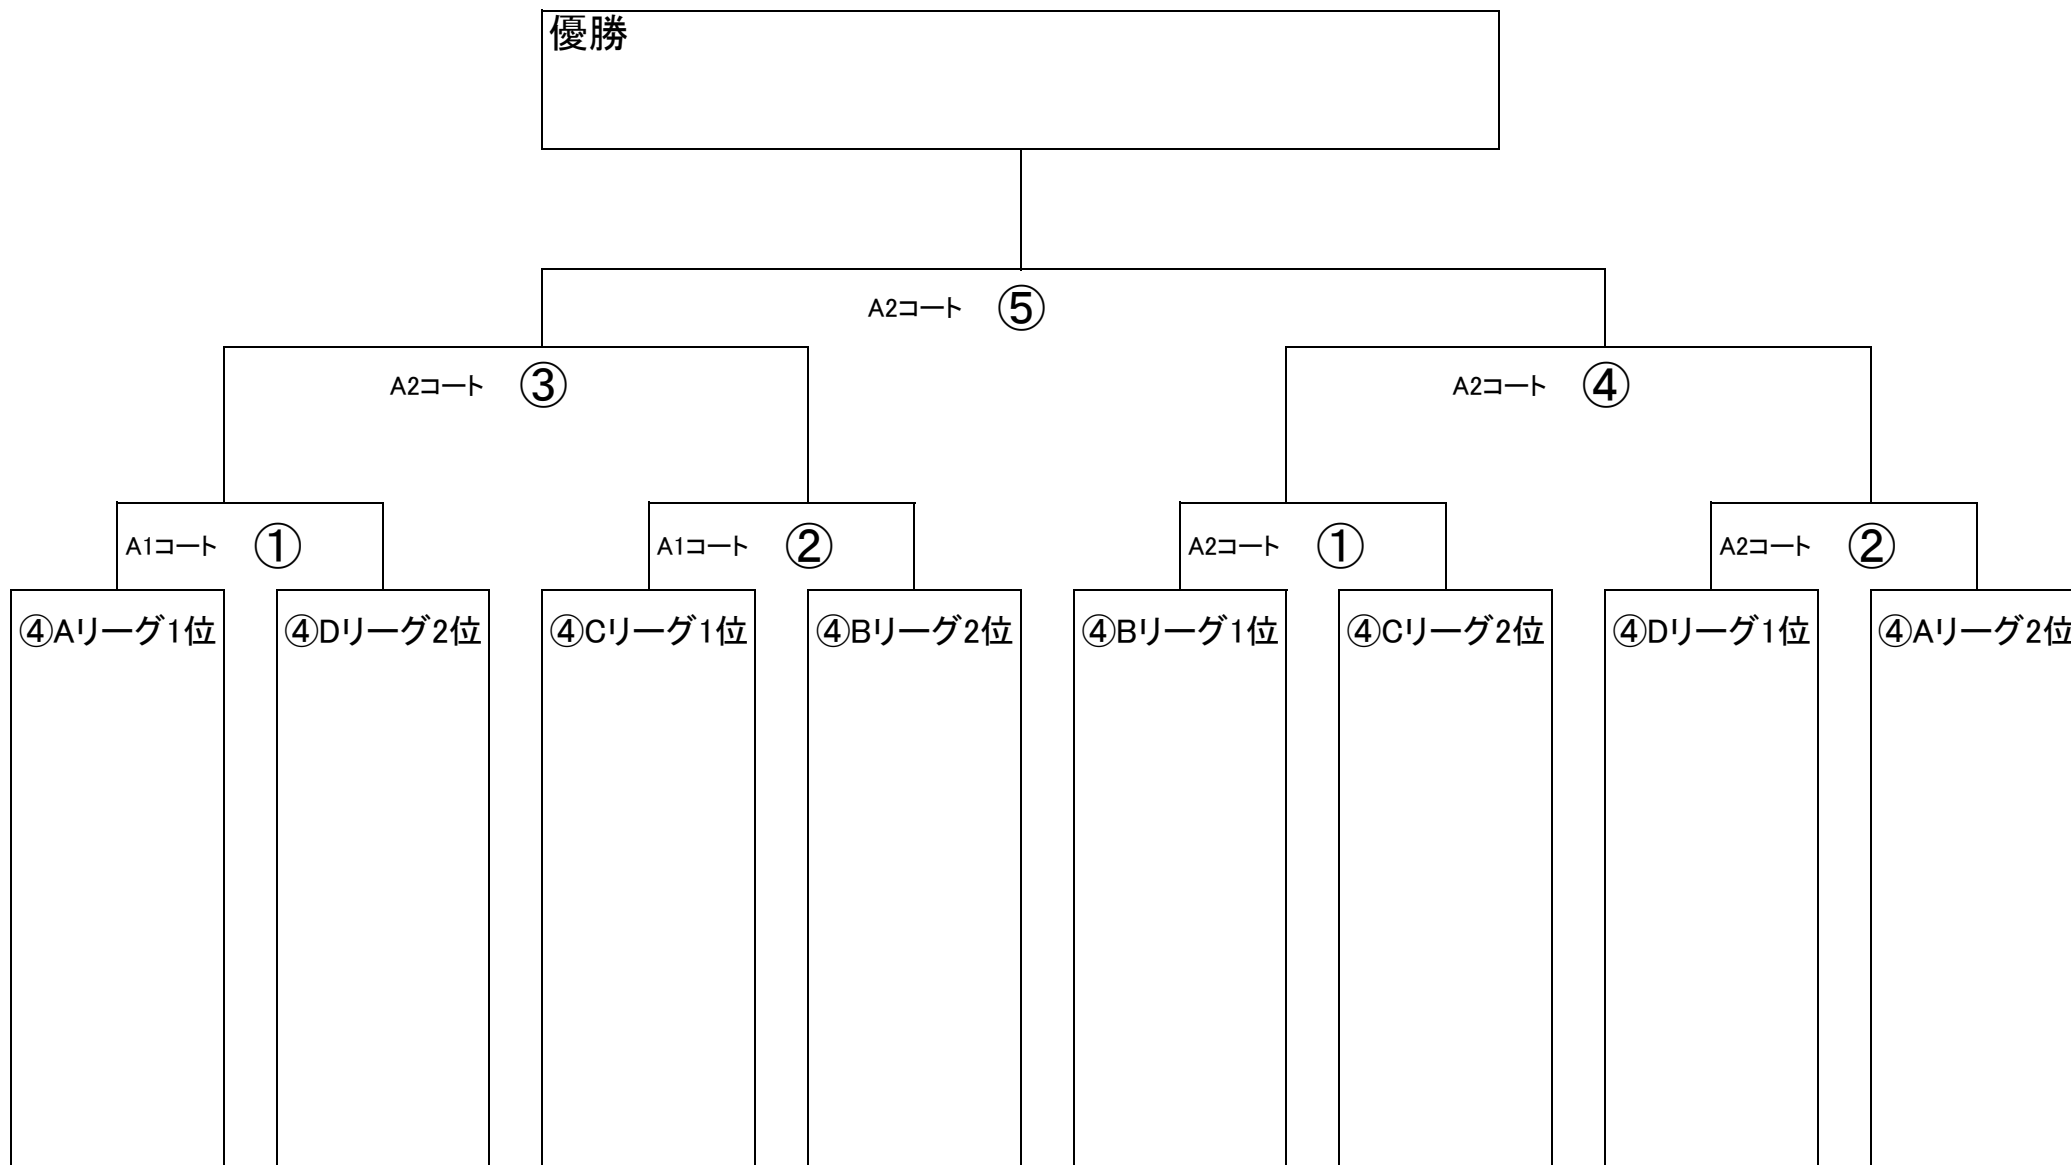 優勝
A2コート ⑤
A2コート ③
A2コート ④
A1コート ①
A1コート ②
A2コート ①
A2コート ②
④Aリーグ1位
④Dリーグ2位
④Cリーグ1位
④Bリーグ2位
④Bリーグ1位
④Cリーグ2位
④Dリーグ1位
④Aリーグ2位